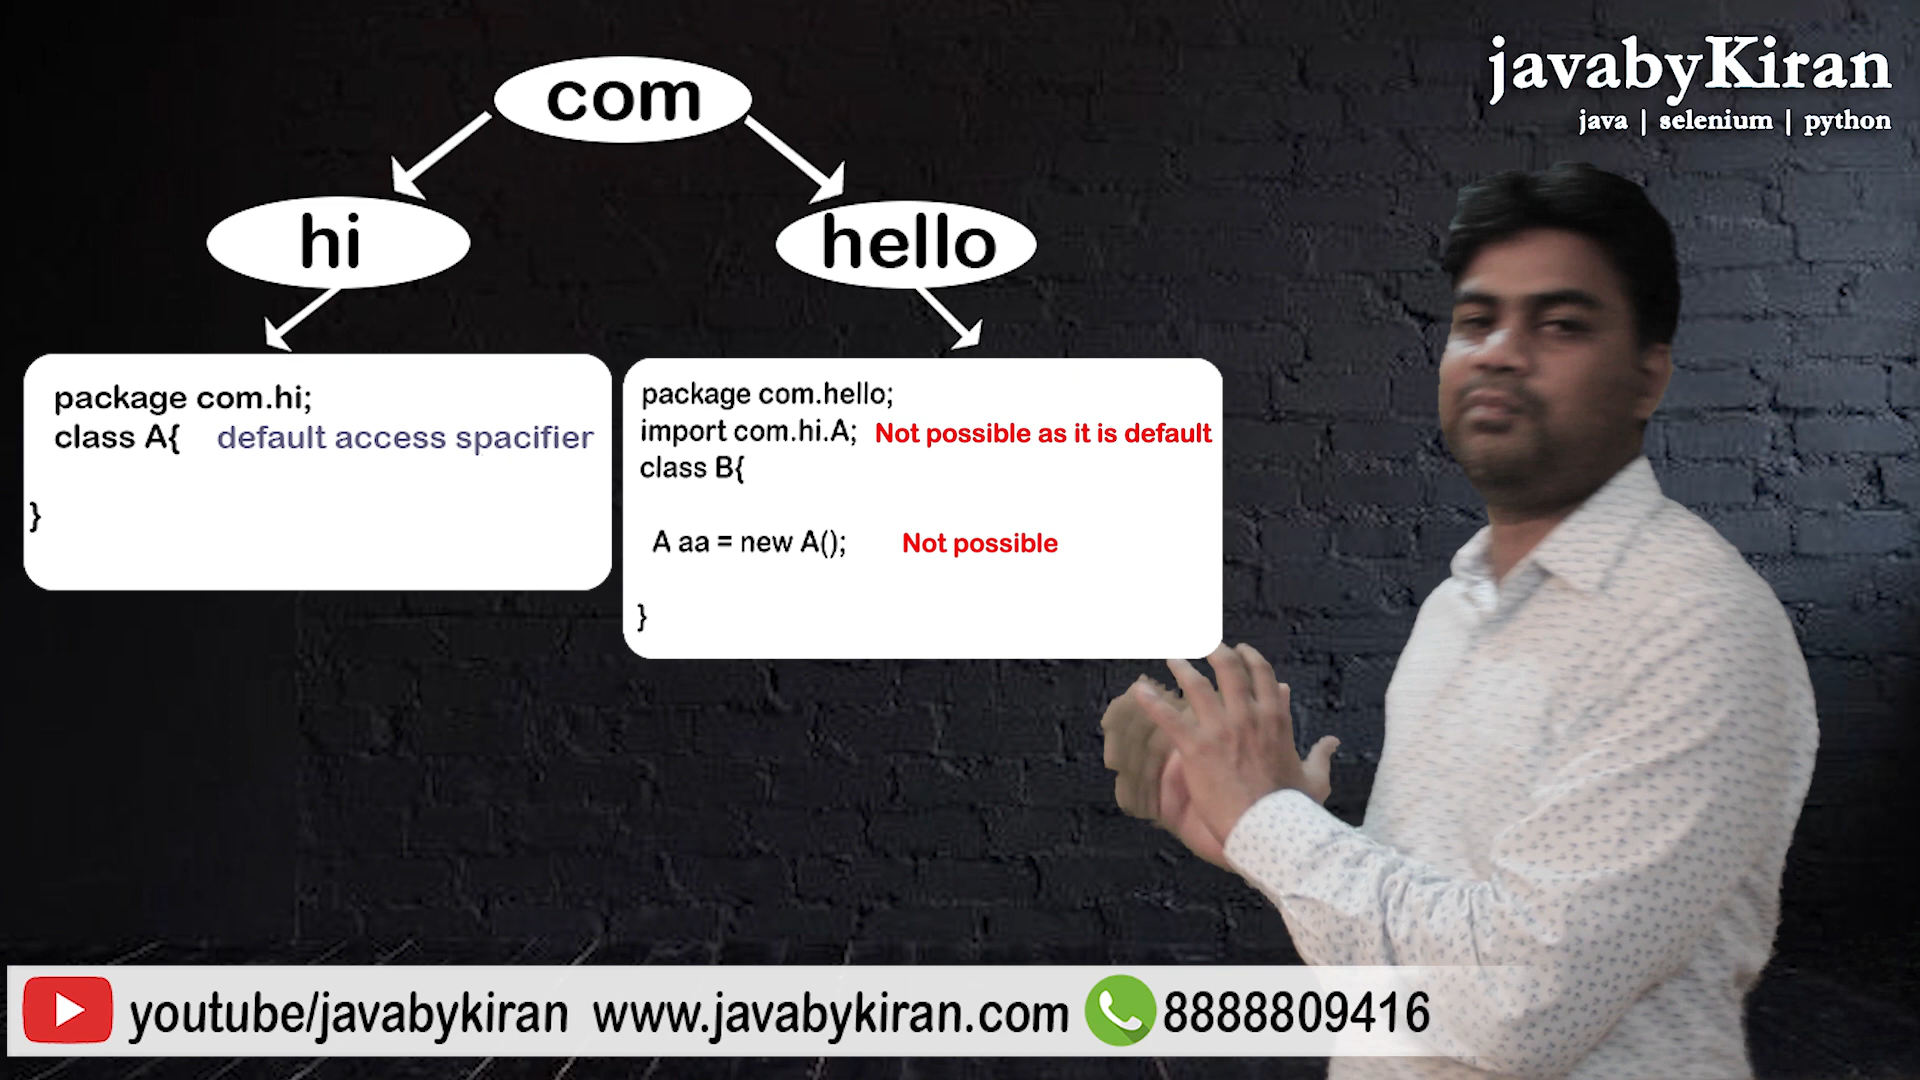 javabyKiran
java | selenium | python
com
hi
hello
package com.hi;
class A{ default access spacifier
}
package com.hello;
import com.hi.A; Not possible as it is default
class B{
A aa = new A(); Not possible
}
youtube/javabykiran www.javabykiran.com 8888809416